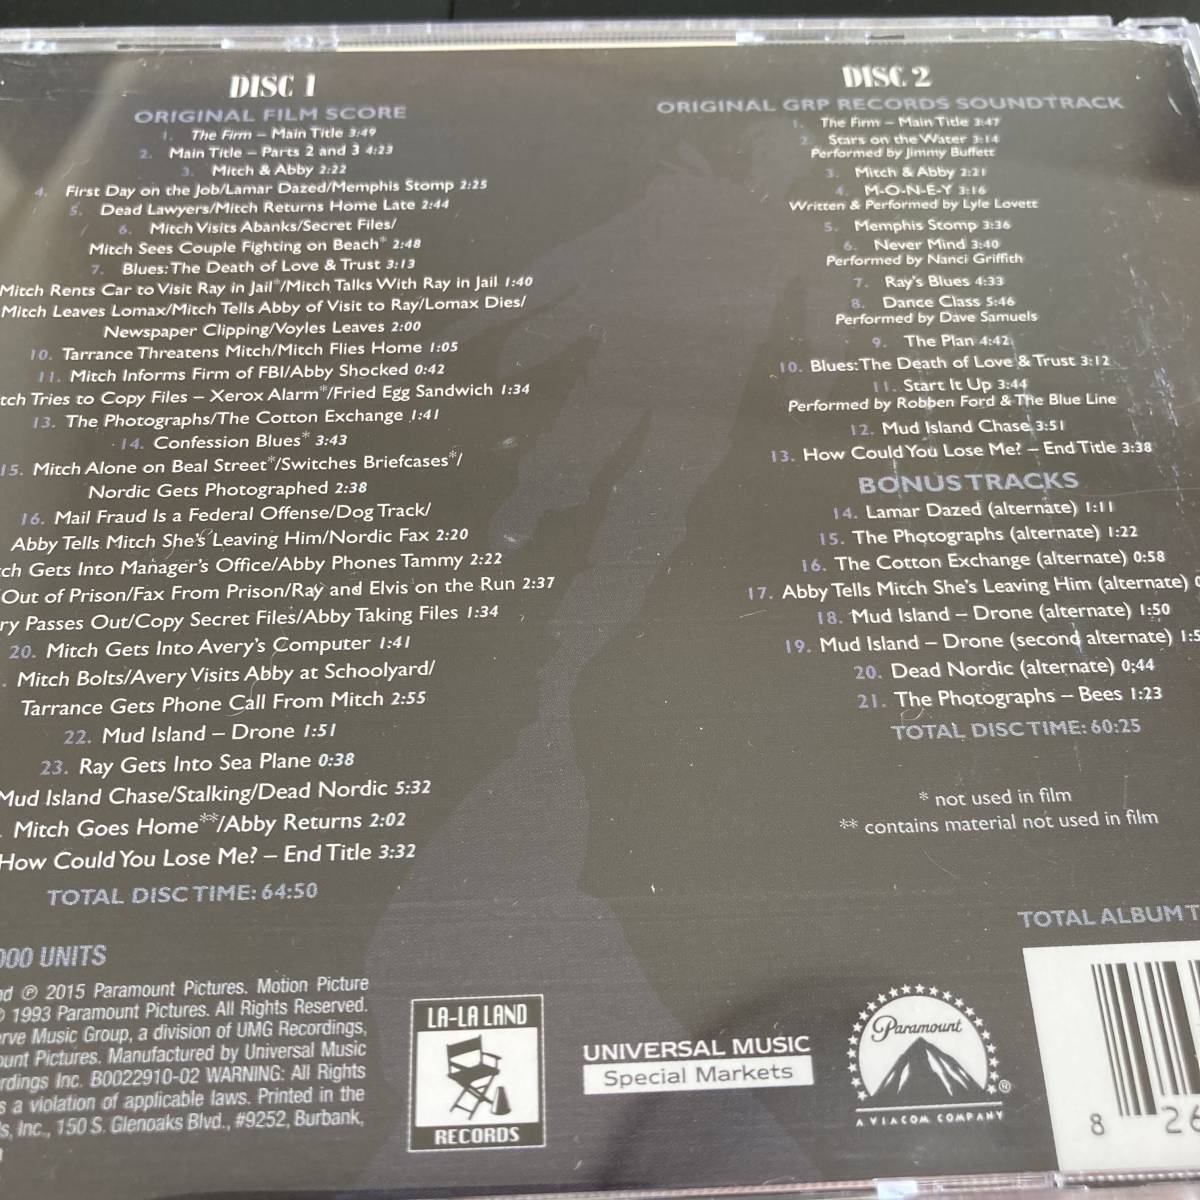 DISC 1
ORIGINAL FILM SCORE
1. The Firm – Main Title 3:49
2. Main Title – Parts 2 and 3 4:23
3. Mitch & Abby 2:22
4. First Day on the Job/Lamar Dazed/Memphis Stomp 2:25
5. Dead Lawyers/Mitch Returns Home Late 2:44
6. Mitch Visits Abanks/Secret Files/
Mitch Sees Couple Fighting on Beach* 2:48
7. Blues: The Death of Love & Trust 3:13
Mitch Rents Car to Visit Ray in Jail*/Mitch Talks With Ray in Jail 1:40
Mitch Leaves Lomax/Mitch Tells Abby of Visit to Ray/Lomax Dies/
Newspaper Clipping/Voyles Leaves 2:00
10. Tarrance Threatens Mitch/Mitch Flies Home 1:05
11. Mitch Informs Firm of FBI/Abby Shocked 0:42
tch Tries to Copy Files – Xerox Alarm*/Fried Egg Sandwich 1:34
13. The Photographs/The Cotton Exchange 1:41
14. Confession Blues* 3:43
15. Mitch Alone on Beal Street*/Switches Briefcases*/
Nordic Gets Photographed 2:38
16. Mail Fraud Is a Federal Offense/Dog Track/
Abby Tells Mitch She's Leaving Him/Nordic Fax 2:20
ch Gets Into Manager's Office/Abby Phones Tammy 2:22
Out of Prison/Fax From Prison/Ray and Elvis on the Run 2:37
ry Passes Out/Copy Secret Files/Abby Taking Files 1:34
20. Mitch Gets Into Avery's Computer 1:41
. Mitch Bolts/Avery Visits Abby at Schoolyard/
Tarrance Gets Phone Call From Mitch 2:55
22. Mud Island – Drone 1:51
23. Ray Gets Into Sea Plane 0:38
Mud Island Chase/Stalking/Dead Nordic 5:32
. Mitch Goes Home**/Abby Returns 2:02
How Could You Lose Me? – End Title 3:32
TOTAL DISC TIME: 64:50
DISC 2
ORIGINAL GRP RECORDS SOUNDTRACK
1. The Firm – Main Title 3:47
2. Stars on the Water 3:14
Performed by Jimmy Buffett
3. Mitch & Abby 2:21
4. M-O-N-E-Y 3:16
Written & Performed by Lyle Lovett
5. Memphis Stomp 3:36
6. Never Mind 3:40
Performed by Nanci Griffith
7. Ray's Blues 4:33
8. Dance Class 5:46
Performed by Dave Samuels
9. The Plan 4:42
10. Blues: The Death of Love & Trust 3:12
11. Start It Up 3:44
Performed by Robben Ford & The Blue Line
12. Mud Island Chase 3:51
13. How Could You Lose Me? – End Title 3:38
BONUS TRACKS
14. Lamar Dazed (alternate) 1:11
15. The Photographs (alternate) 1:22
16. The Cotton Exchange (alternate) 0:58
17. Abby Tells Mitch She's Leaving Him (alternate) 0
18. Mud Island – Drone (alternate) 1:50
19. Mud Island – Drone (second alternate) 1:5
20. Dead Nordic (alternate) 0;44
21. The Photographs – Bees 1:23
TOTAL DISC TIME: 60:25
* not used in film
** contains material not used in film
TOTAL ALBUM T
000 UNITS
nd ℗ 2015 Paramount Pictures. Motion Picture
© 1993 Paramount Pictures. All Rights Reserved.
erve Music Group, a division of UMG Recordings,
ount Pictures. Manufactured by Universal Music
rdings Inc. B0022910-02 WARNING: All Rights
s a violation of applicable laws. Printed in the
ds, Inc., 150 S. Glenoaks Blvd., #9252, Burbank,
LA-LA LAND
RECORDS
UNIVERSAL MUSIC
Special Markets
Paramount
®
A VIACOM COMPANY
8 26